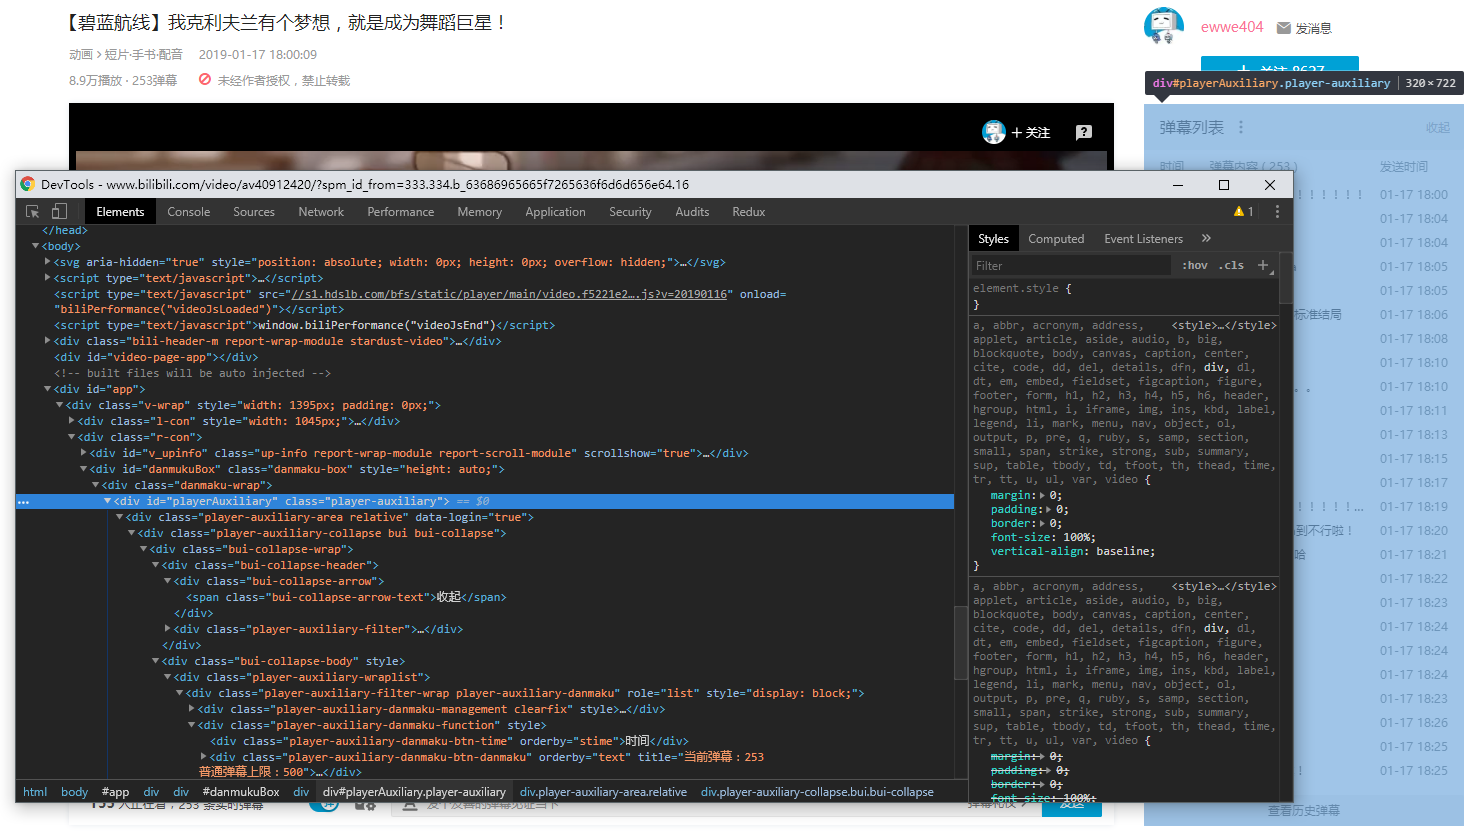 【碧蓝航线】我克利夫兰有个梦想，就是成为舞蹈巨星！
动画 > 短片·手书·配音 2019-01-17 18:00:09
8.9万播放 · 253弹幕 未经作者授权，禁止转载
ewwe404 发消息
div#playerAuxiliary.player-auxiliary 320×722
弹幕列表 收起
＋关注
DevTools - www.bilibili.com/video/av40912420/?spm_id_from=333.334.b_63686965665f7265636f6d6d656e64.16
Elements Console Sources Network Performance Memory Application Security Audits Redux 1
</head>
<body>
<svg aria-hidden="true" style="position: absolute; width: 0px; height: 0px; overflow: hidden;">…</svg>
<script type="text/javascript">…</script>
<script type="text/javascript" src="//s1.hdslb.com/bfs/static/player/main/video.f5221e2….js?v=20190116" onload=
"biliPerformance("videoJsLoaded")"></script>
<script type="text/javascript">window.biliPerformance("videoJsEnd")</script>
<div class="bili-header-m report-wrap-module stardust-video">…</div>
<div id="video-page-app"></div>
<!-- built files will be auto injected -->
<div id="app">
<div class="v-wrap" style="width: 1395px; padding: 0px;">
<div class="l-con" style="width: 1045px;">…</div>
<div class="r-con">
<div id="v_upinfo" class="up-info report-wrap-module report-scroll-module" scrollshow="true">…</div>
<div id="danmukuBox" class="danmaku-box" style="height: auto;">
<div class="danmaku-wrap">
<div id="playerAuxiliary" class="player-auxiliary"> == $0
<div class="player-auxiliary-area relative" data-login="true">
<div class="player-auxiliary-collapse bui bui-collapse">
<div class="bui-collapse-wrap">
<div class="bui-collapse-header">
<div class="bui-collapse-arrow">
<span class="bui-collapse-arrow-text">收起</span>
</div>
<div class="player-auxiliary-filter">…</div>
</div>
<div class="bui-collapse-body" style>
<div class="player-auxiliary-wraplist">
<div class="player-auxiliary-filter-wrap player-auxiliary-danmaku" role="list" style="display: block;">
<div class="player-auxiliary-danmaku-management clearfix" style>…</div>
<div class="player-auxiliary-danmaku-function" style>
<div class="player-auxiliary-danmaku-btn-time" orderby="stime">时间</div>
<div class="player-auxiliary-danmaku-btn-danmaku" orderby="text" title="当前弹幕：253
普通弹幕上限：500">…</div>
html body #app div div #danmukuBox div div#playerAuxiliary.player-auxiliary div.player-auxiliary-area.relative div.player-auxiliary-collapse.bui.bui-collapse
Styles Computed Event Listeners »
Filter :hov .cls +
element.style {
}
a, abbr, acronym, address, <style>…</style>
applet, article, aside, audio, b, big,
blockquote, body, canvas, caption, center,
cite, code, dd, del, details, dfn, div, dl,
dt, em, embed, fieldset, figcaption, figure,
footer, form, h1, h2, h3, h4, h5, h6, header,
hgroup, html, i, iframe, img, ins, kbd, label,
legend, li, mark, menu, nav, object, ol,
output, p, pre, q, ruby, s, samp, section,
small, span, strike, strong, sub, summary,
sup, table, tbody, td, tfoot, th, thead, time,
tr, tt, u, ul, var, video {
margin: 0;
padding: 0;
border: 0;
font-size: 100%;
vertical-align: baseline;
}
a, abbr, acronym, address, <style>…</style>
applet, article, aside, audio, b, big,
blockquote, body, canvas, caption, center,
cite, code, dd, del, details, dfn, div, dl,
dt, em, embed, fieldset, figcaption, figure,
footer, form, h1, h2, h3, h4, h5, h6, header,
hgroup, html, i, iframe, img, ins, kbd, label,
legend, li, mark, menu, nav, object, ol,
output, p, pre, q, ruby, s, samp, section,
small, span, strike, strong, sub, summary,
sup, table, tbody, td, tfoot, th, thead, time,
tr, tt, u, ul, var, video {
margin: 0;
padding: 0;
border: 0;
font-size: 100%;
时间 弹幕内容 ( 253 ) 发送时间
！！！！！！ 01-17 18:00
01-17 18:04
01-17 18:04
01-17 18:05
01-17 18:05
标准结局 01-17 18:06
01-17 18:08
01-17 18:10
。。 01-17 18:10
01-17 18:11
01-17 18:13
01-17 18:15
01-17 18:17
！！！！！... 01-17 18:19
到不行啦！ 01-17 18:20
哈 01-17 18:21
01-17 18:22
01-17 18:23
01-17 18:24
01-17 18:24
01-17 18:24
01-17 18:23
01-17 18:26
01-17 18:25
！ 01-17 18:25
查看历史弹幕